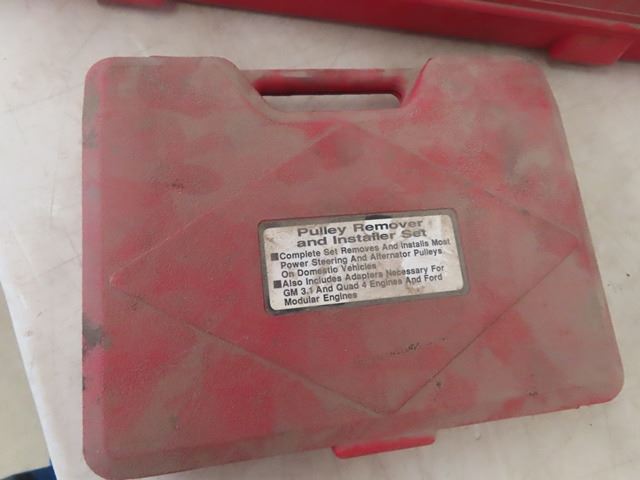 Pulley Remover
and Installer Set
■Complete Set Removes And Installs Most
Power Steering And Alternator Pulleys
On Domestic Vehicles
■Also Includes Adapters Necessary For
GM 3.1 And Quad 4 Engines And Ford
Modular Engines